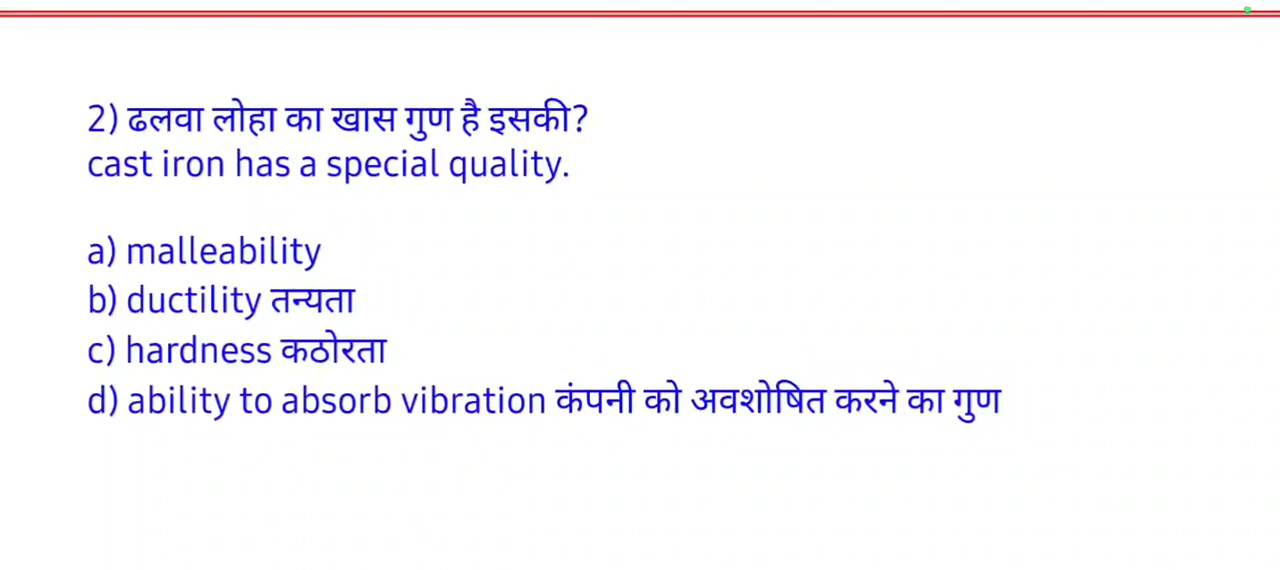 2) ढलवा लोहा का खास गुण है इसकी?
cast iron has a special quality.
a) malleability
b) ductility तन्यता
c) hardness कठोरता
d) ability to absorb vibration कंपनी को अवशोषित करने का गुण